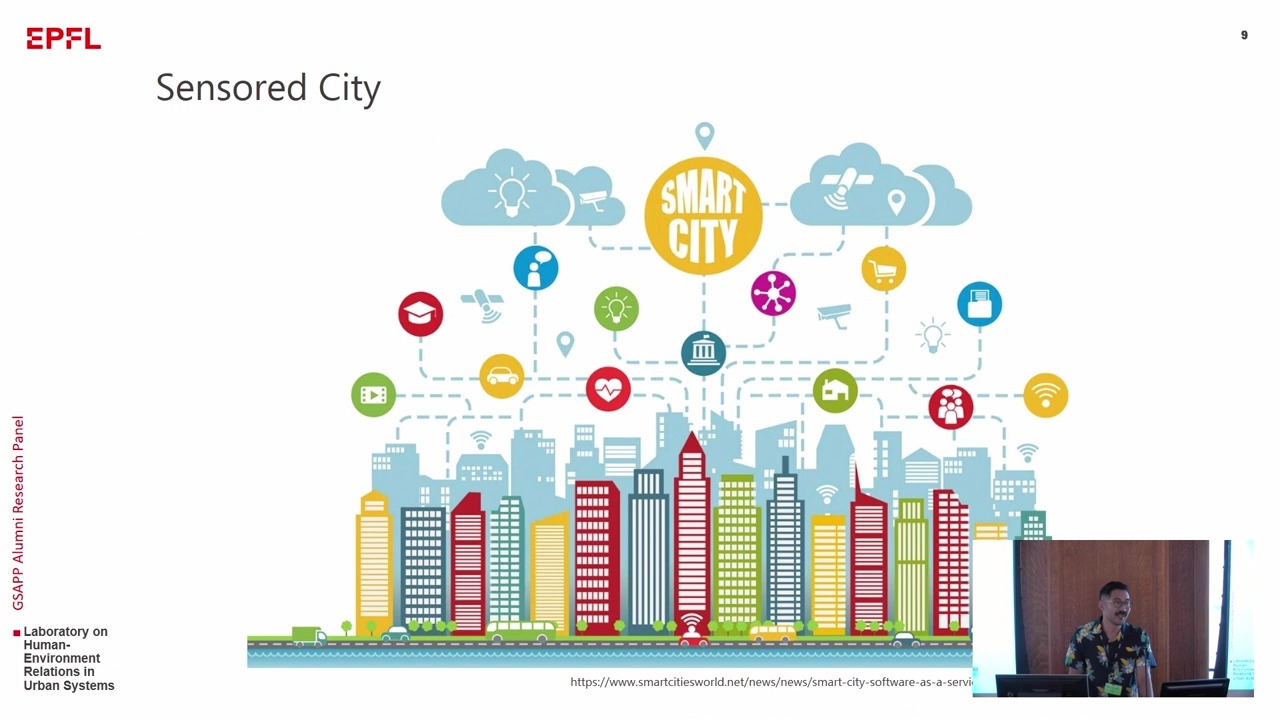 EPFL
9
Sensored City
SMART
CITY
GSAPP Alumni Research Panel
Laboratory on
Human-
Environment
Relations in
Urban Systems
https://www.smartcitiesworld.net/news/news/smart-city-software-as-a-servi